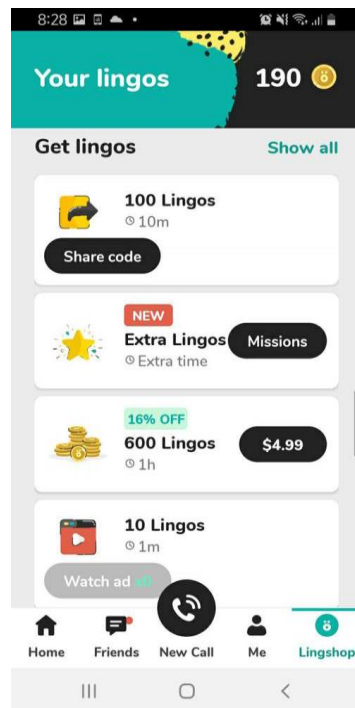 8:28
Your lingos
190
Get lingos
Show all
100 Lingos
10m
Share code
NEW
Extra Lingos
Missions
Extra time
16% OFF
600 Lingos
$4.99
1h
10 Lingos
1m
Watch ad x0
Home
Friends
New Call
Me
Lingshop